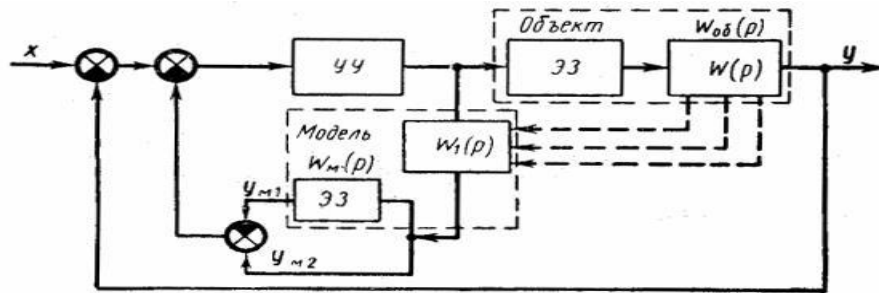 Объект
Wоб(p)
x
УУ
ЭЗ
W(p)
y
Модель
Wм(p)
W₁(p)
yм1
ЭЗ
yм2